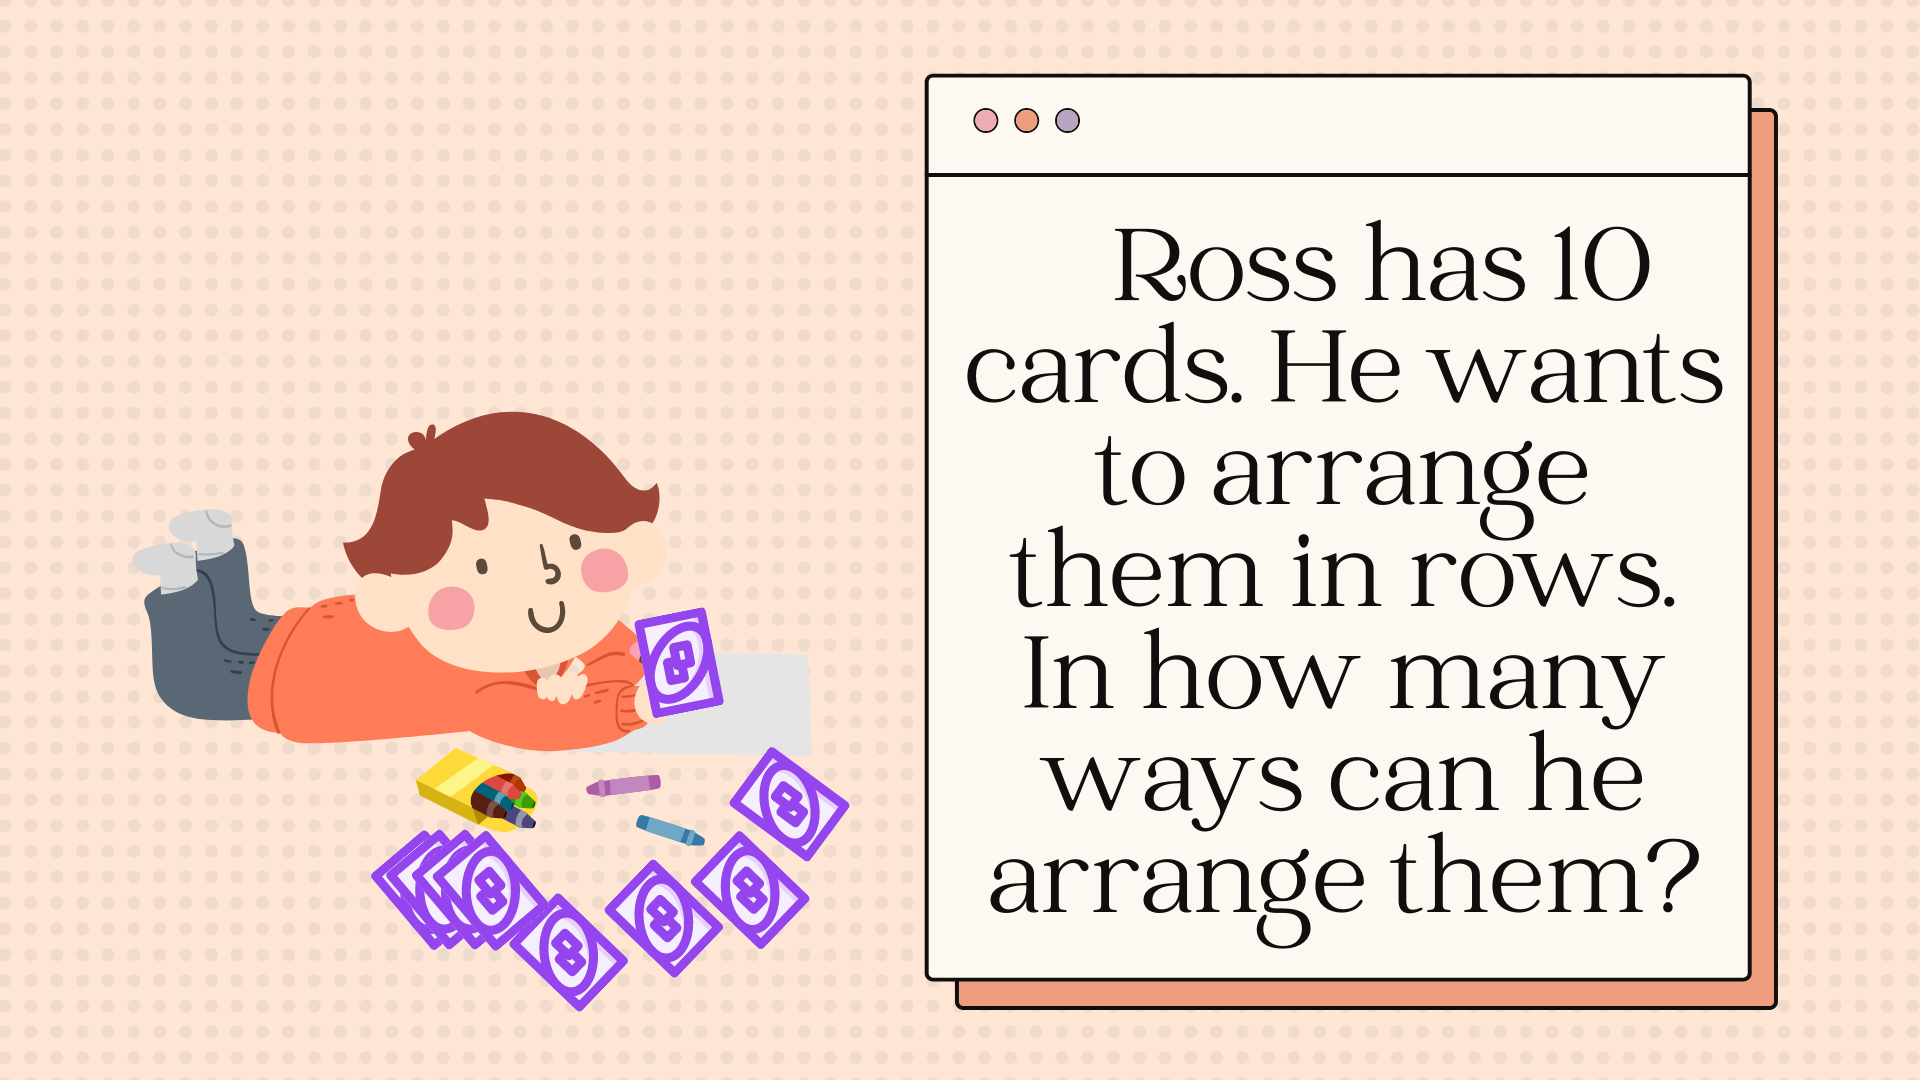 Ross has 10
cards. He wants
to arrange
them in rows.
In how many
ways can he
arrange them?